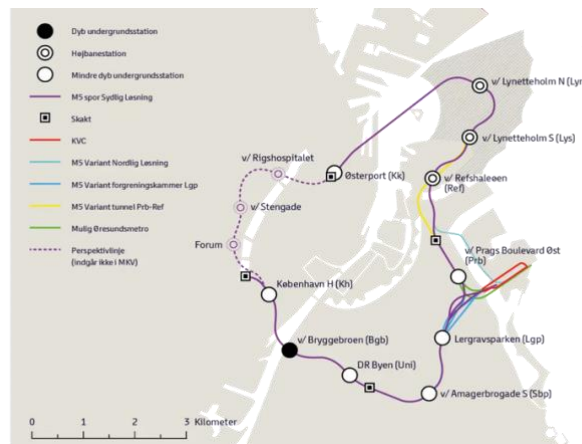 Dyb undergrundsstation
Højbanestation
Mindre dyb undergrundsstation
M5 spor Sydlig Løsning
Skakt
KVC
M5 Variant Nordlig Løsning
M5 Variant forgreningskammer Lgp
M5 Variant tunnel Prb-Ref
Mulig Øresundsmetro
Perspektivlinje
(indgår ikke i MKV)
v/ Lynetteholm N (Lyn
v/ Lynetteholm S (Lys)
v/ Rigshospitalet
Østerport (Kk)
v/ Refshaleøen
(Ref)
v/ Stengade
Forum
v/ Prags Boulevard Øst
(Prb)
København H (Kh)
v/ Bryggebroen (Bgb)
Lergravsparken (Lgp)
DR Byen (Uni)
v/ Amagerbrogade S (Sbp)
0 1 2 3 Kilometer